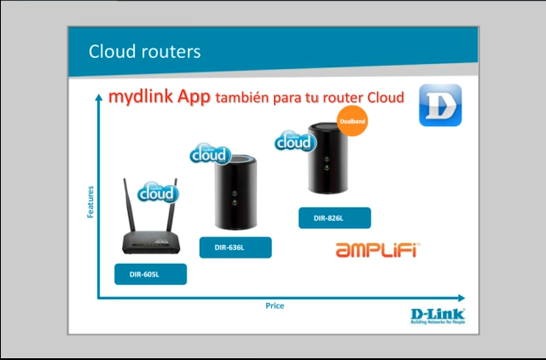 Cloud routers
mydlink App también para tu router Cloud
D
Dualband
cloud
cloud
cloud
DIR-826L
DIR-636L
DIR-605L
AMPLiFi
Features
Price
D-Link
Building Networks for People